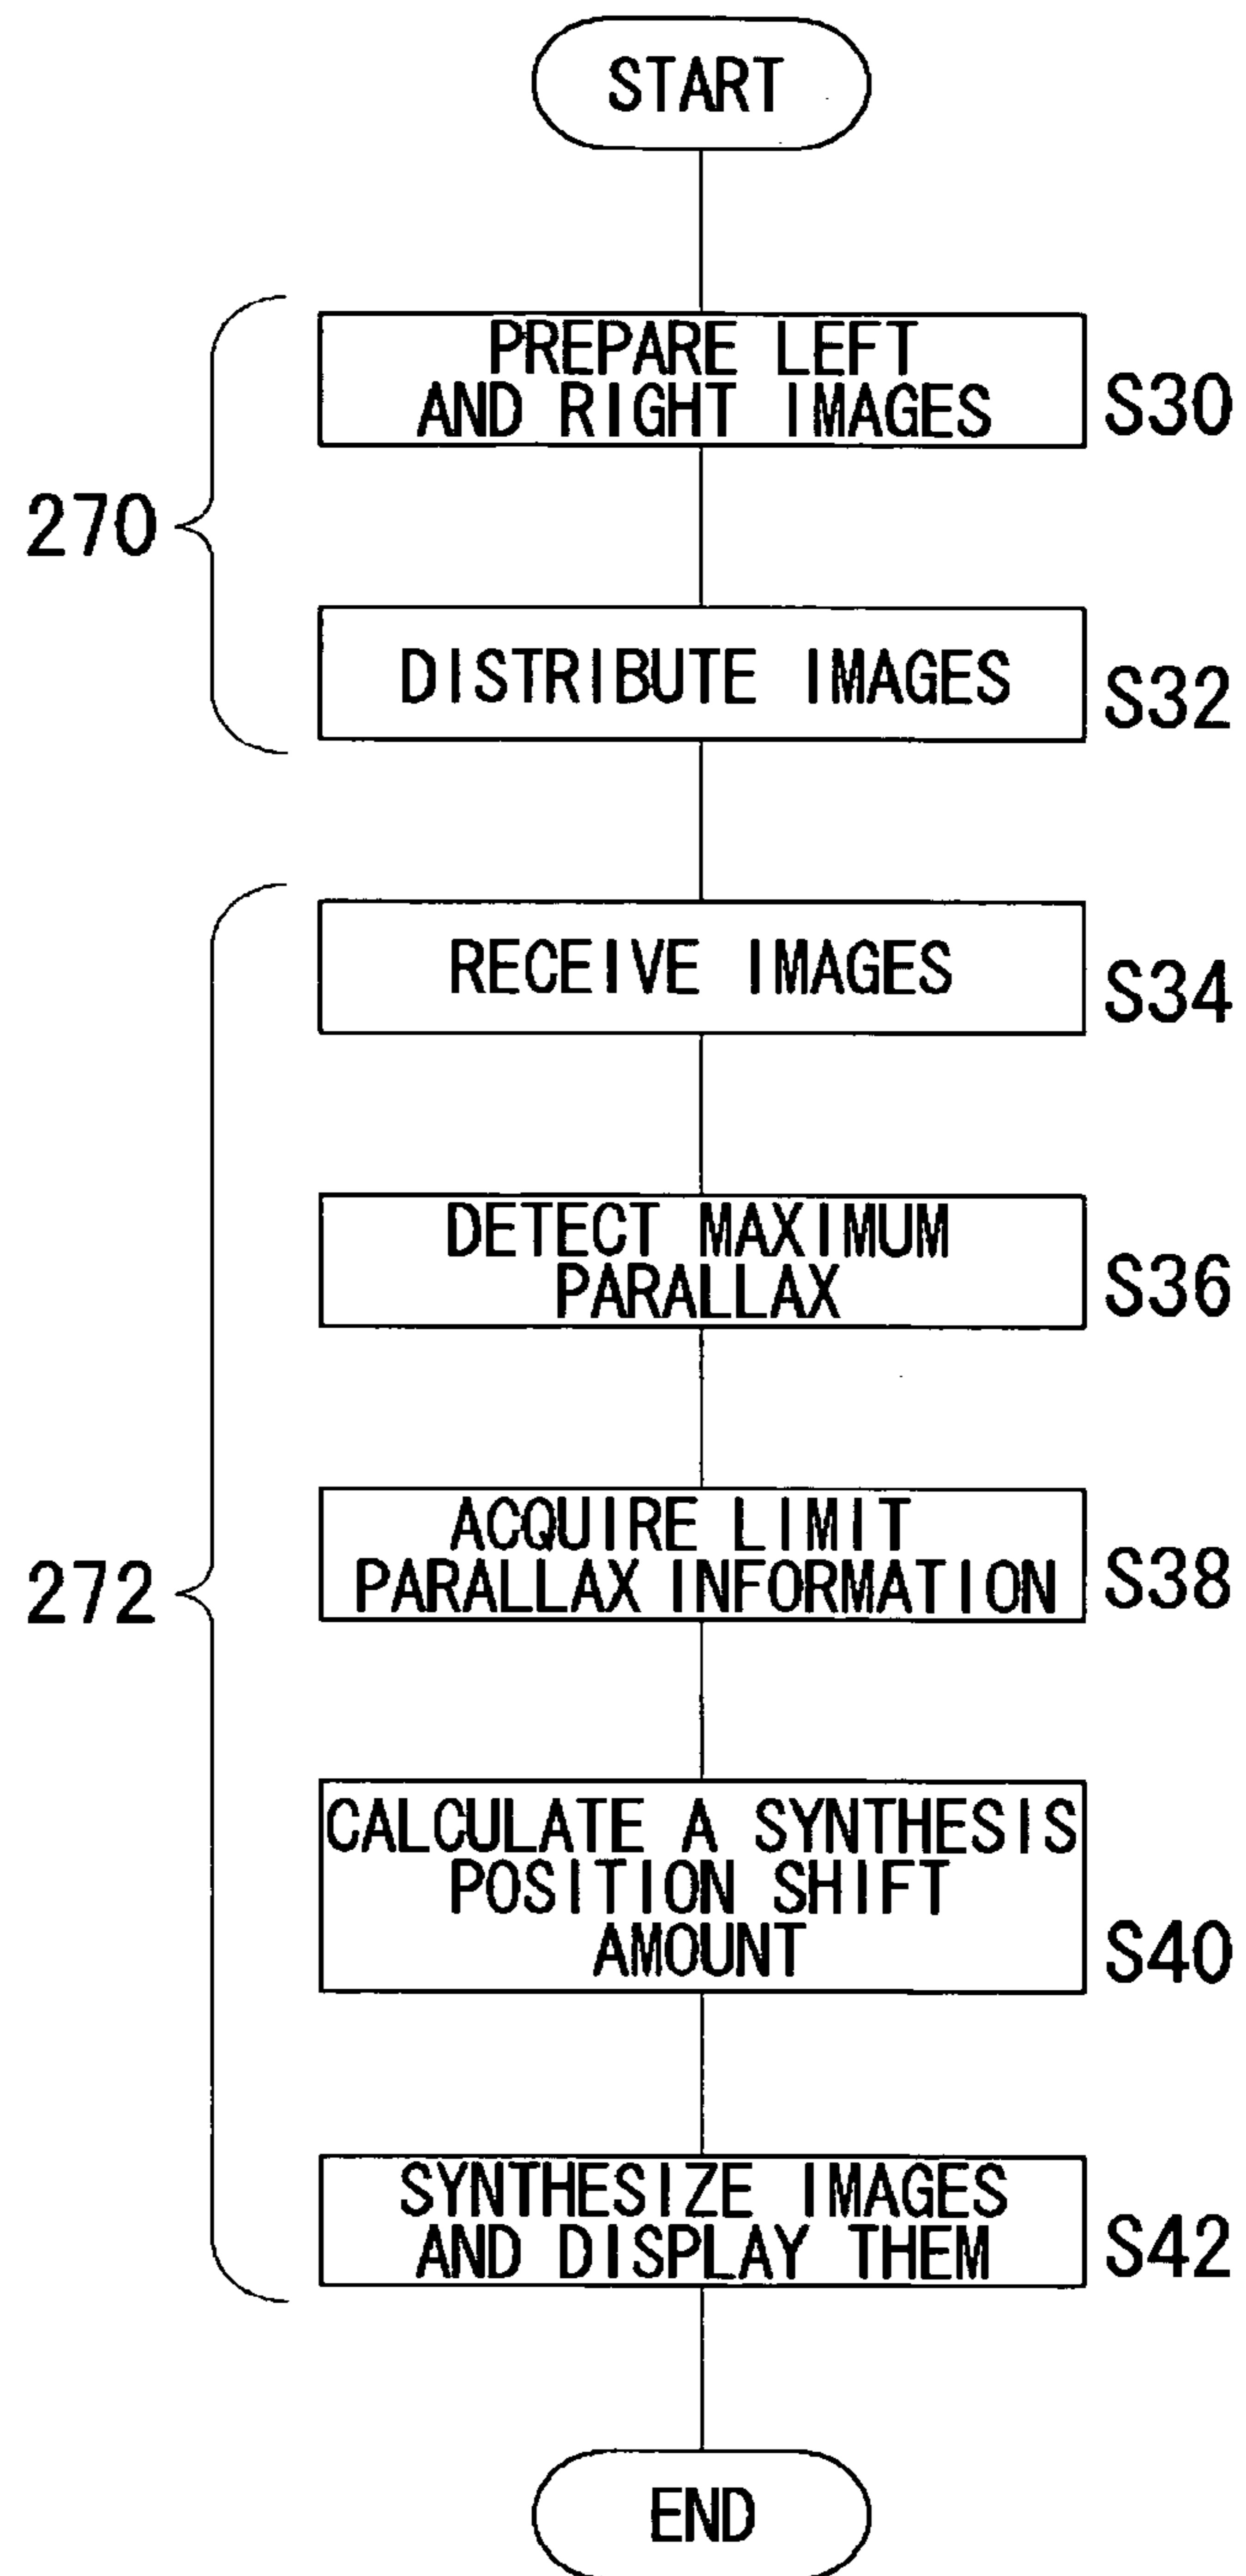 START
PREPARE LEFT
AND RIGHT IMAGES
S30
270
DISTRIBUTE IMAGES
S32
RECEIVE IMAGES
S34
DETECT MAXIMUM
PARALLAX
S36
ACQUIRE LIMIT
PARALLAX INFORMATION
S38
272
CALCULATE A SYNTHESIS
POSITION SHIFT
AMOUNT
S40
SYNTHESIZE IMAGES
AND DISPLAY THEM
S42
END